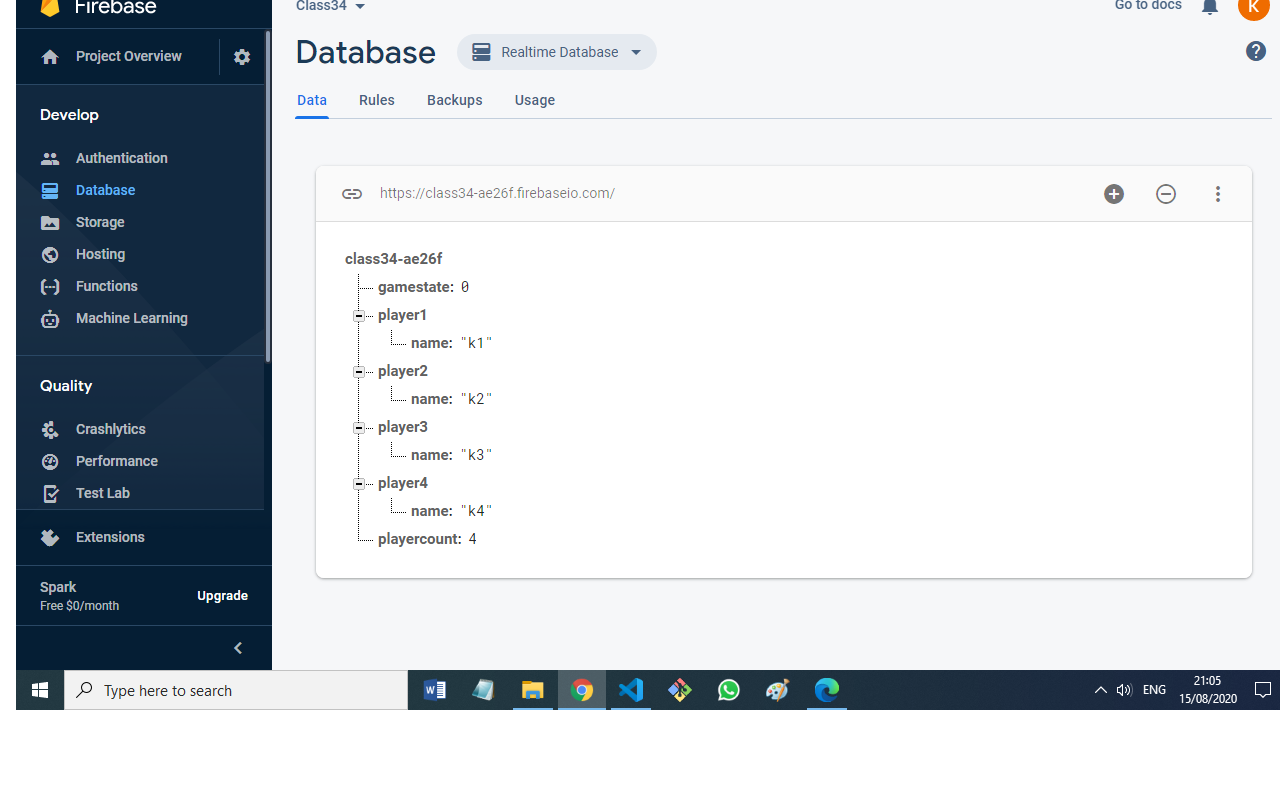 Firebase
Project Overview
Develop
Authentication
Database
Storage
Hosting
Functions
Machine Learning
Quality
Crashlytics
Performance
Test Lab
Extensions
Spark
Free $0/month
Upgrade
Class34
Go to docs
K
Database
Realtime Database
?
Data Rules Backups Usage
https://class34-ae26f.firebaseio.com/
class34-ae26f
gamestate: 0
player1
name: "k1"
player2
name: "k2"
player3
name: "k3"
player4
name: "k4"
playercount: 4
Type here to search
ENG
21:05
15/08/2020